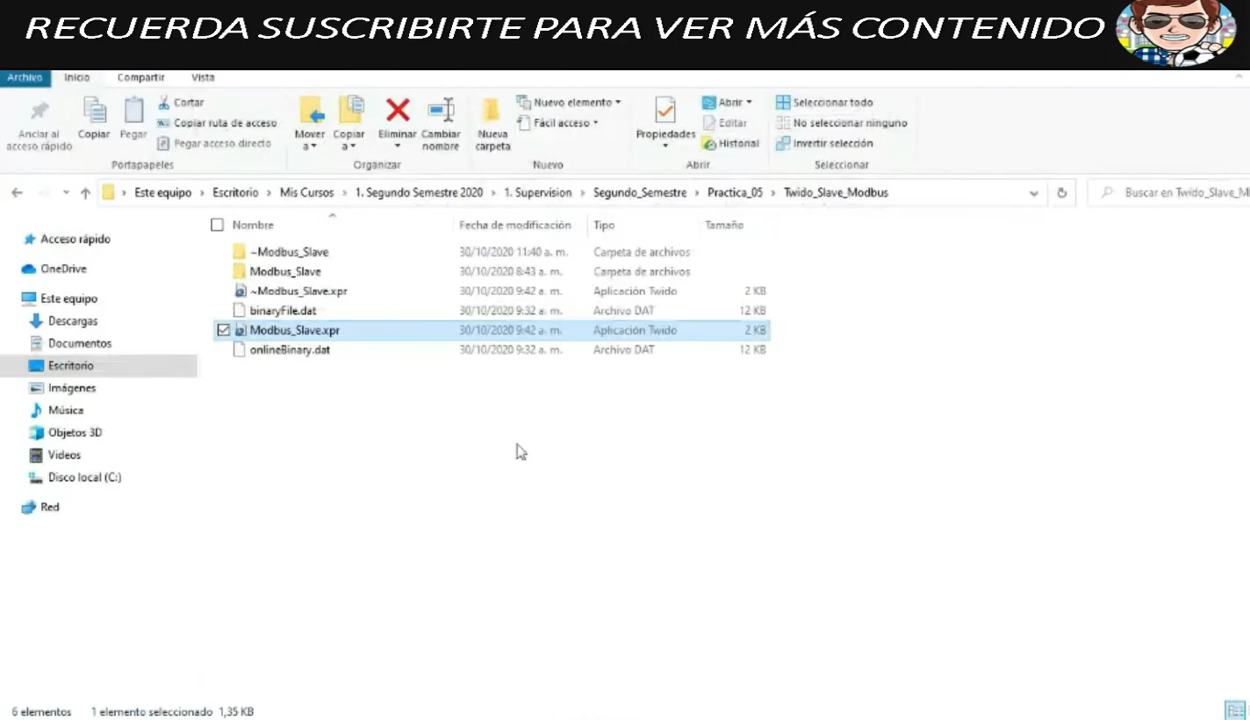 RECUERDA SUSCRIBIRTE PARA VER MÁS CONTENIDO
Archivo Inicio Compartir Vista
Anclar al acceso rápido
Copiar
Pegar
Cortar
Copiar ruta de acceso
Pegar acceso directo
Portapapeles
Mover a
Copiar a
Eliminar
Cambiar nombre
Organizar
Nueva carpeta
Nuevo elemento
Fácil acceso
Nuevo
Propiedades
Abrir
Editar
Historial
Abrir
Seleccionar todo
No seleccionar ninguno
Invertir selección
Seleccionar
Este equipo > Escritorio > Mis Cursos > 1. Segundo Semestre 2020 > 1. Supervision > Segundo_Semestre > Practica_05 > Twido_Slave_Modbus
Buscar en Twido_Slave_M
Acceso rápido
OneDrive
Este equipo
Descargas
Documentos
Escritorio
Imágenes
Música
Objetos 3D
Videos
Disco local (C:)
Red
Nombre Fecha de modificación Tipo Tamaño
~Modbus_Slave 30/10/2020 11:40 a. m. Carpeta de archivos
Modbus_Slave 30/10/2020 8:43 a. m. Carpeta de archivos
~Modbus_Slave.xpr 30/10/2020 9:42 a. m. Aplicación Twido 2 KB
binaryFile.dat 30/10/2020 9:32 a. m. Archivo DAT 12 KB
Modbus_Slave.xpr 30/10/2020 9:42 a. m. Aplicación Twido 2 KB
onlineBinary.dat 30/10/2020 9:32 a. m. Archivo DAT 12 KB
6 elementos 1 elemento seleccionado 1,35 KB